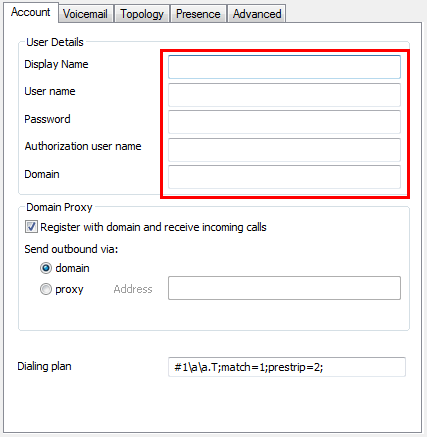 Account Voicemail Topology Presence Advanced
User Details
Display Name
User name
Password
Authorization user name
Domain
Domain Proxy
Register with domain and receive incoming calls
Send outbound via:
domain
proxy Address
Dialing plan #1\a\a.T;match=1;prestrip=2;